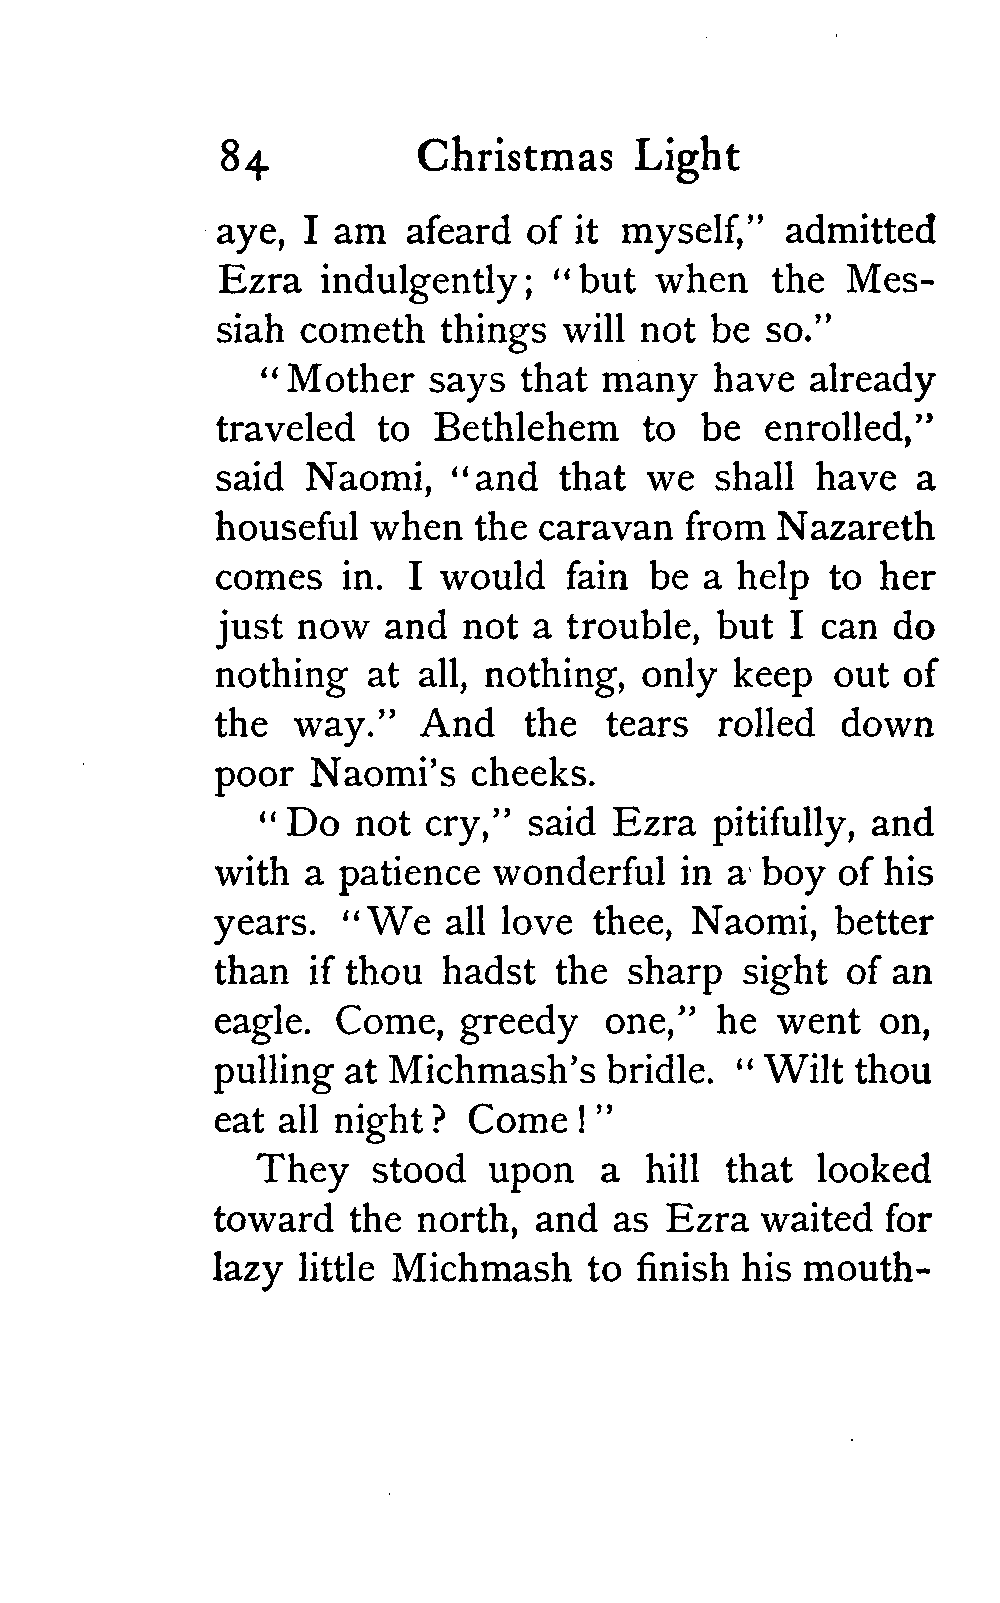 84 Christmas Light
aye, I am afeard of it myself," admitted
Ezra indulgently; "but when the Mes-
siah cometh things will not be so."
"Mother says that many have already
traveled to Bethlehem to be enrolled,"
said Naomi, "and that we shall have a
houseful when the caravan from Nazareth
comes in. I would fain be a help to her
just now and not a trouble, but I can do
nothing at all, nothing, only keep out of
the way." And the tears rolled down
poor Naomi's cheeks.
"Do not cry," said Ezra pitifully, and
with a patience wonderful in a boy of his
years. "We all love thee, Naomi, better
than if thou hadst the sharp sight of an
eagle. Come, greedy one," he went on,
pulling at Michmash's bridle. "Wilt thou
eat all night? Come!"
They stood upon a hill that looked
toward the north, and as Ezra waited for
lazy little Michmash to finish his mouth-